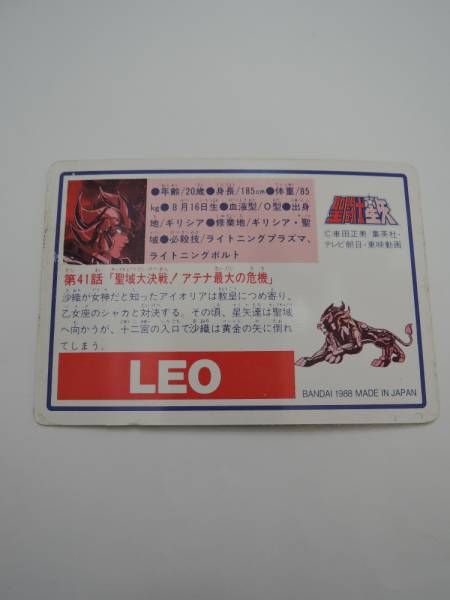 ●年齢/20歳●身長/185cm●体重/85
kg●8月16日生●血液型/O型●出身
地/ギリシア●修業地/ギリシア・聖
域●必殺技/ライトニングプラズマ、
ライトニングボルト
第41話「聖域大決戦!アテナ最大の危機」
沙織が女神だと知ったアイオリアは教皇につめ寄り、
乙女座のシャカと対決する。その頃、星矢達は聖域
へ向かうが、十二宮の入口で沙織は黄金の矢に倒れ
てしまう。
LEO
聖闘士星矢
©車田正美/集英社・
テレビ朝日・東映動画
BANDAI 1988 MADE IN JAPAN